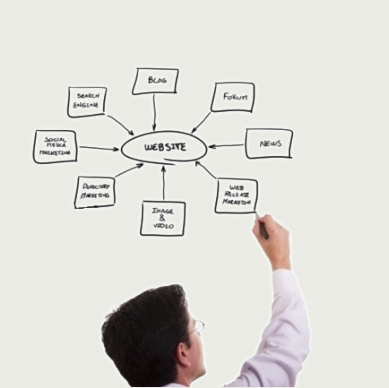 BLOG
SEARCH
ENGINE
FORUM
SOCIAL
MEDIA
MARKETING
WEBSITE
NEWS
DIRECTORY
MARKETING
WEB
RELEASE
MARKETING
IMAGE
&
VIDEO